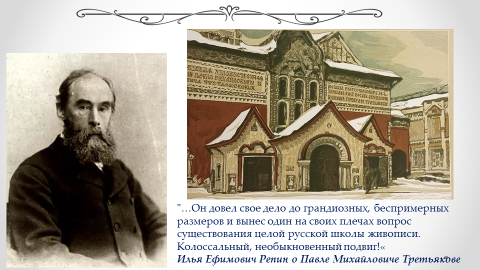 "…Он довел свое дело до грандиозных, беспримерных
размеров и вынес один на своих плечах вопрос
существования целой русской школы живописи.
Колоссальный, необыкновенный подвиг!«
Илья Ефимович Репин о Павле Михайловиче Третьякове